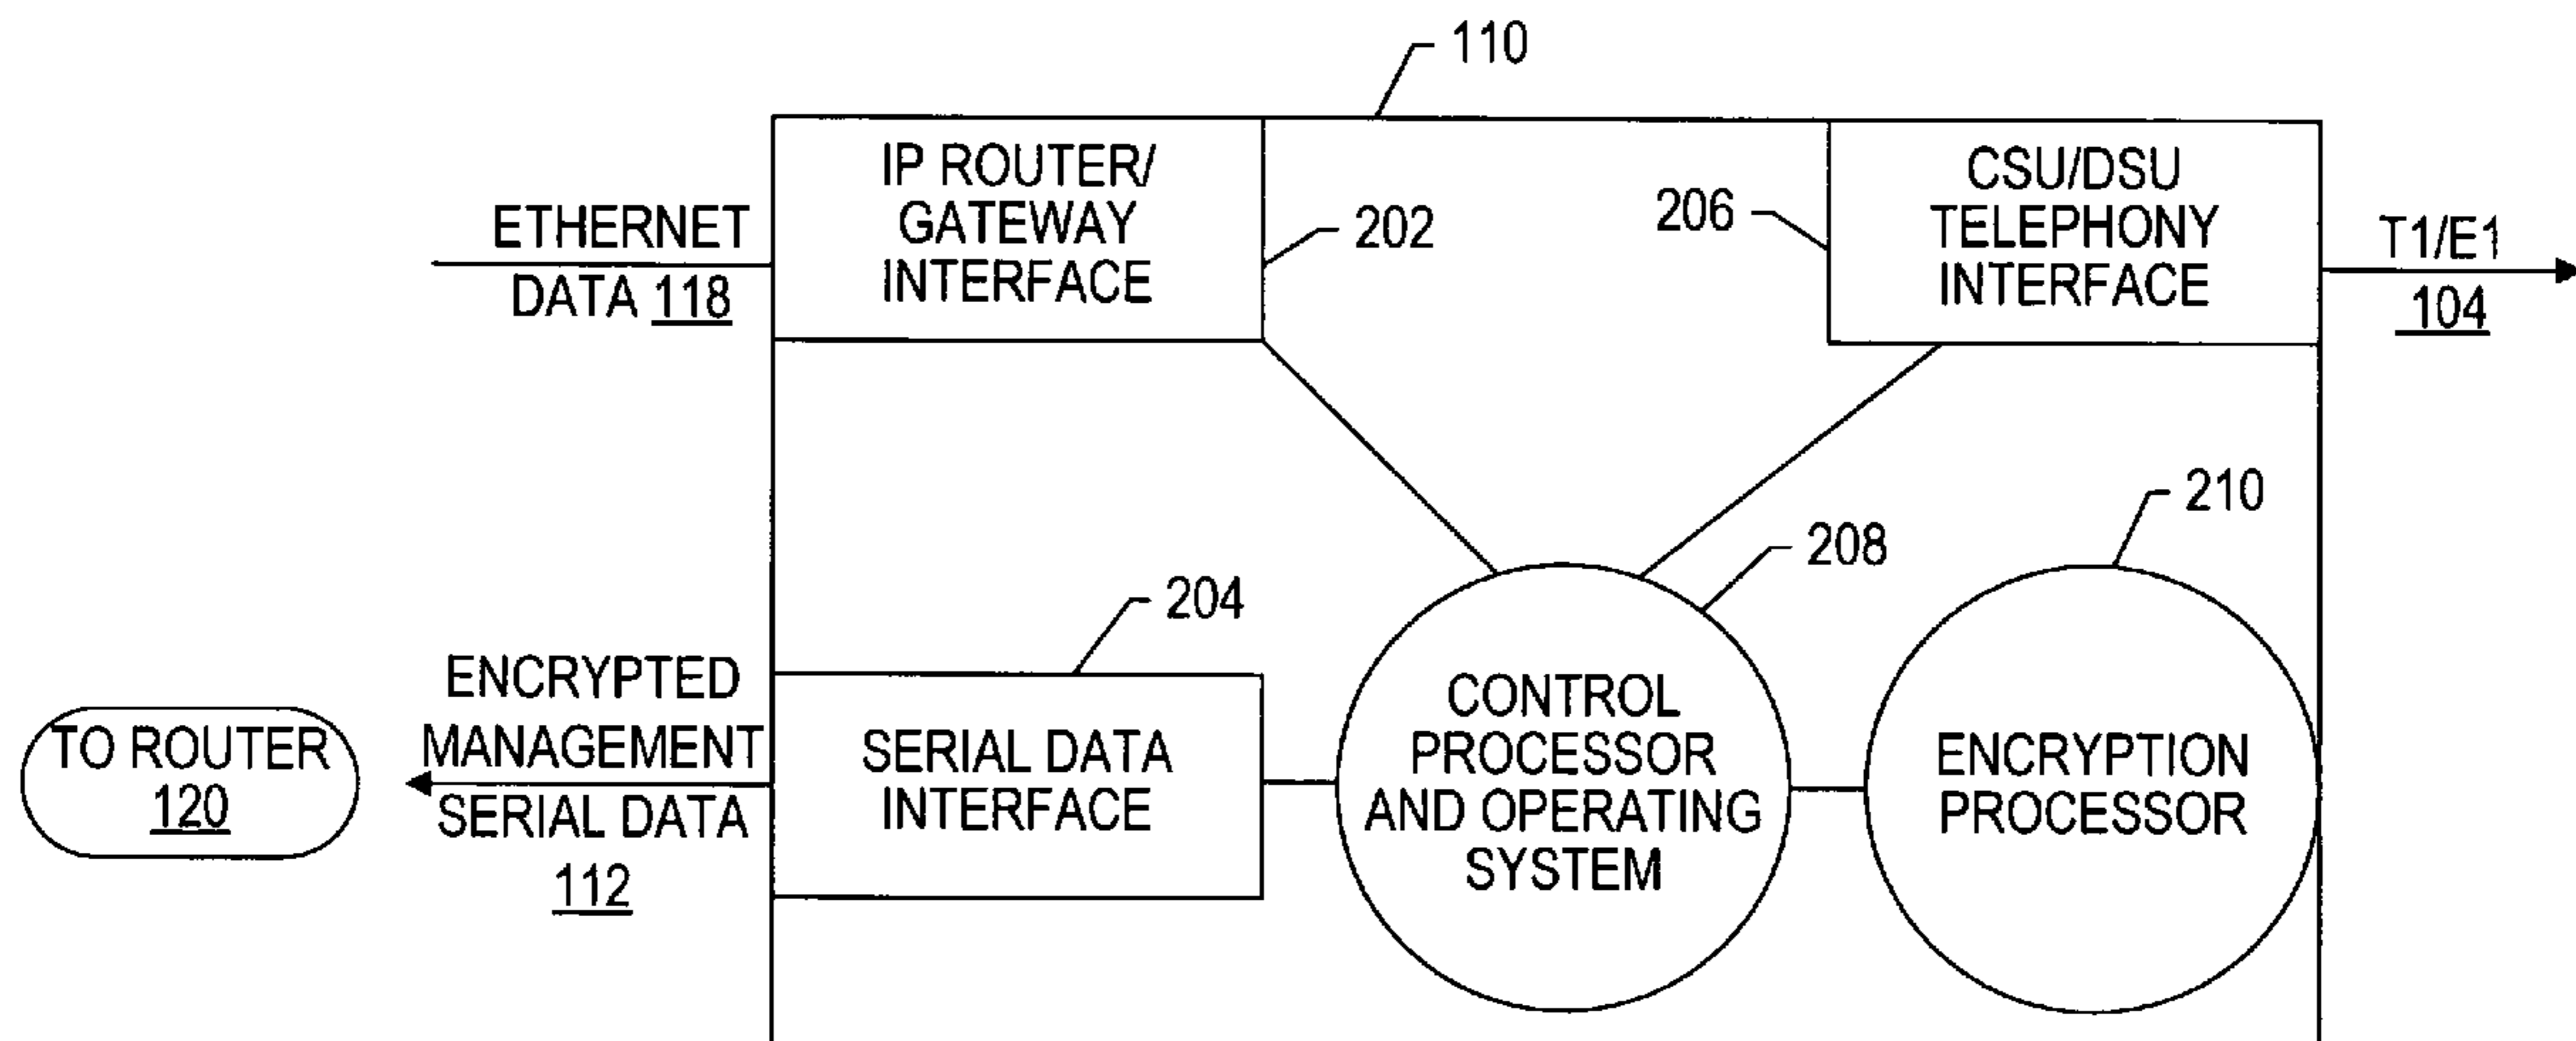 110
IP ROUTER/
GATEWAY
INTERFACE
202
206
CSU/DSU
TELEPHONY
INTERFACE
ETHERNET
DATA 118
T1/E1
104
210
208
204
ENCRYPTED
MANAGEMENT
SERIAL DATA
112
TO ROUTER
120
SERIAL DATA
INTERFACE
CONTROL
PROCESSOR
AND OPERATING
SYSTEM
ENCRYPTION
PROCESSOR